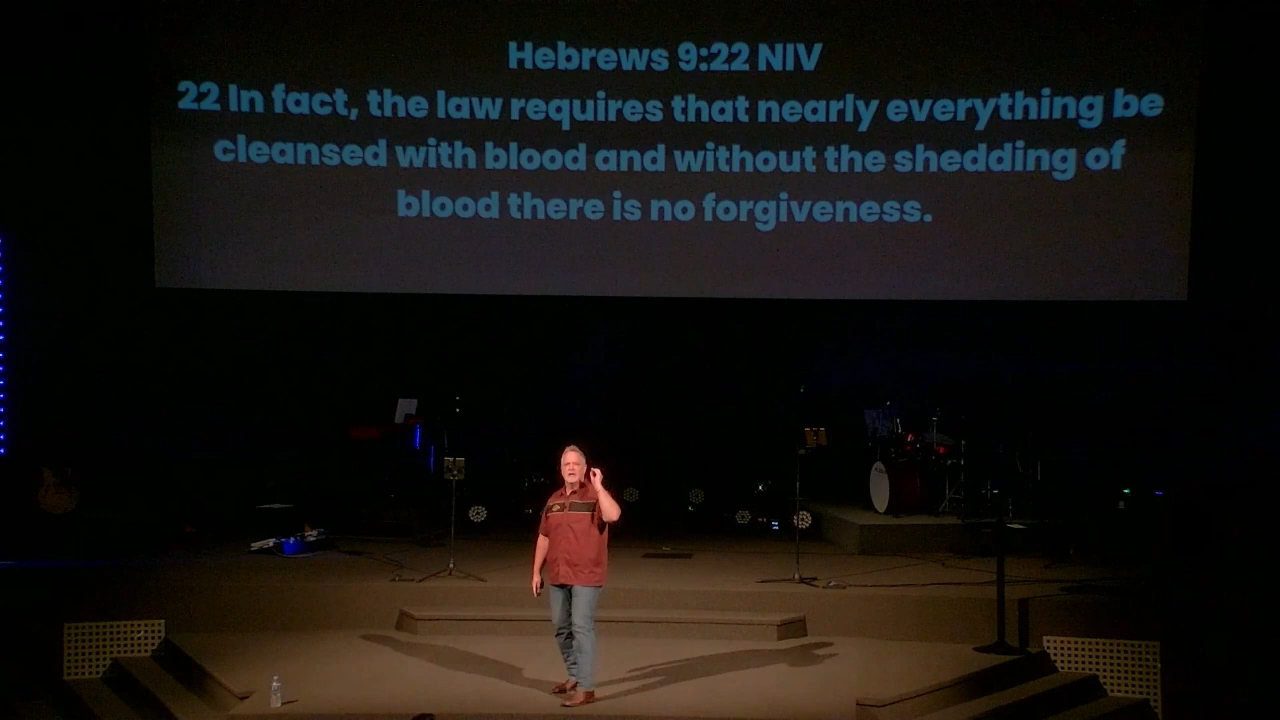 Hebrews 9:22 NIV
22 In fact, the law requires that nearly everything be
cleansed with blood and without the shedding of
blood there is no forgiveness.